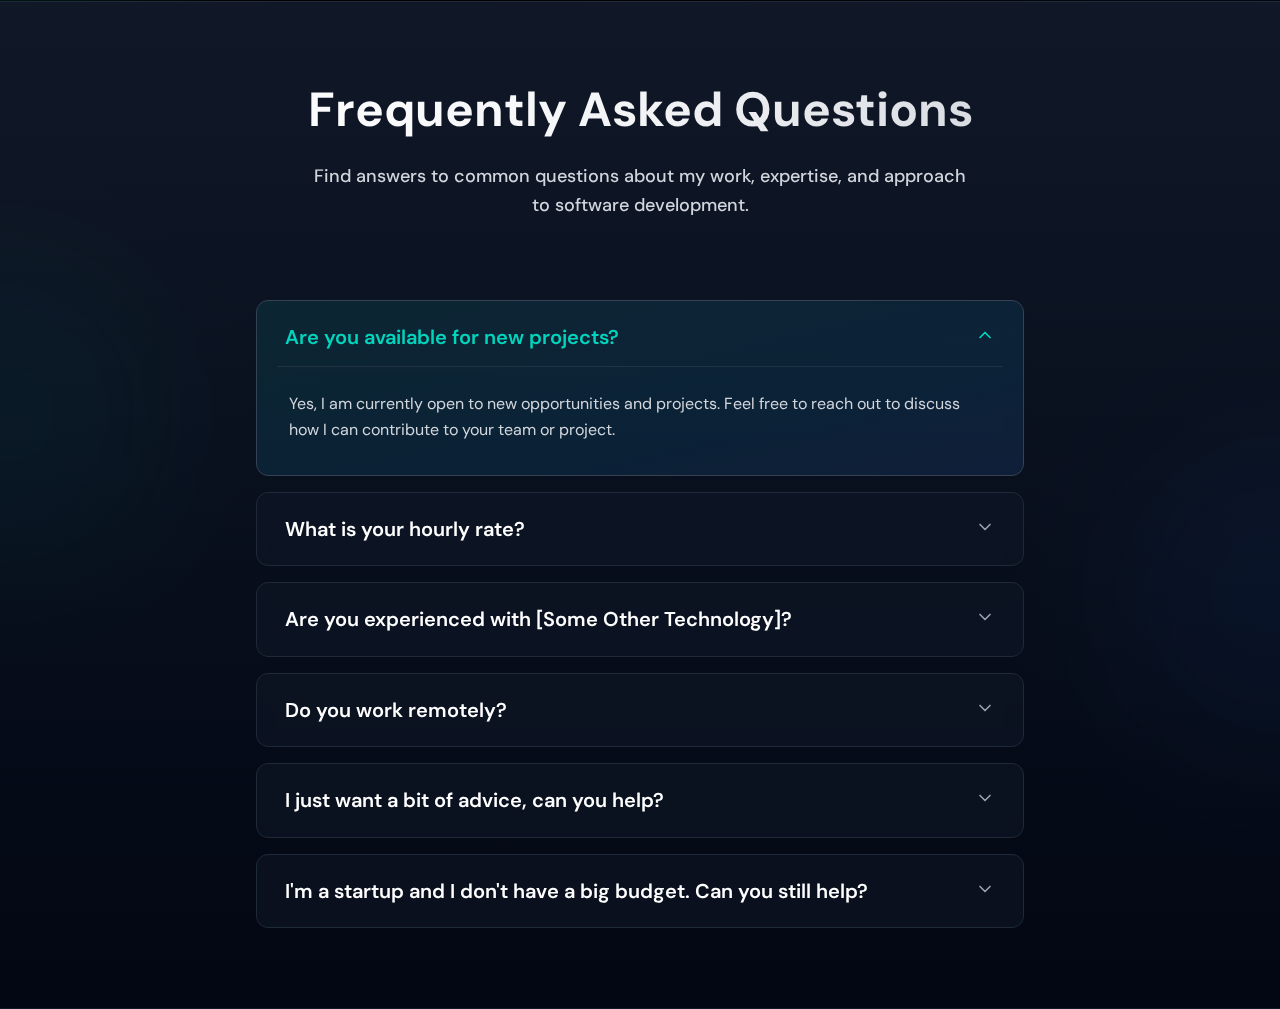 Frequently Asked Questions
Find answers to common questions about my work, expertise, and approach
to software development.
Are you available for new projects?
Yes, I am currently open to new opportunities and projects. Feel free to reach out to discuss
how I can contribute to your team or project.
What is your hourly rate?
Are you experienced with [Some Other Technology]?
Do you work remotely?
I just want a bit of advice, can you help?
I'm a startup and I don't have a big budget. Can you still help?